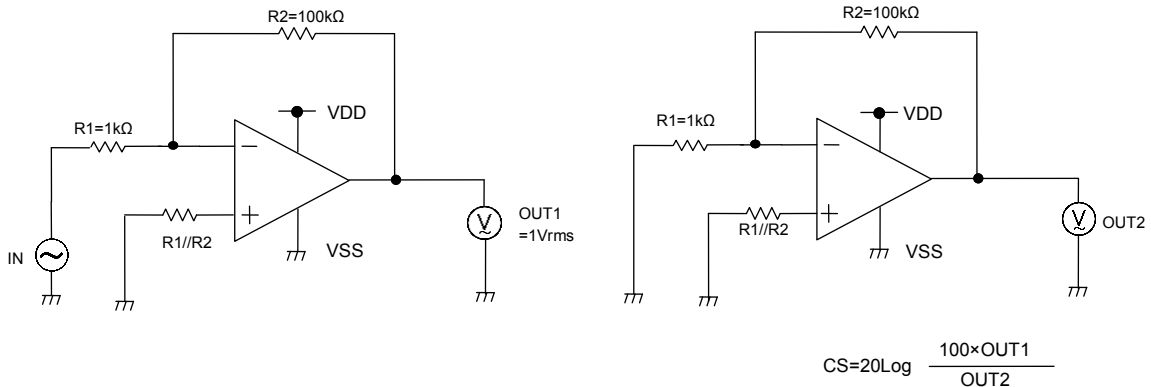 R2=100kΩ
VDD
R1=1kΩ
−
+
R1//R2
VSS
IN
V
OUT1
=1Vrms
R2=100kΩ
VDD
R1=1kΩ
−
+
R1//R2
VSS
V
OUT2
CS=20Log 100×OUT1
OUT2